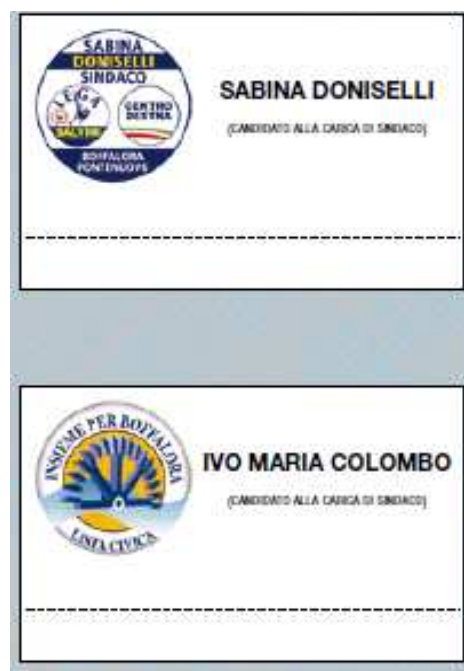 SABINA
DONISELLI
SINDACO
LEGA
SALVINI
CENTRO
DESTRA
BOFFALORA
PONTENUOVO
SABINA DONISELLI
(CANDIDATO ALLA CARICA DI SINDACO)
INSIEME PER BOFFALORA
LISTA CIVICA
IVO MARIA COLOMBO
(CANDIDATO ALLA CARICA DI SINDACO)